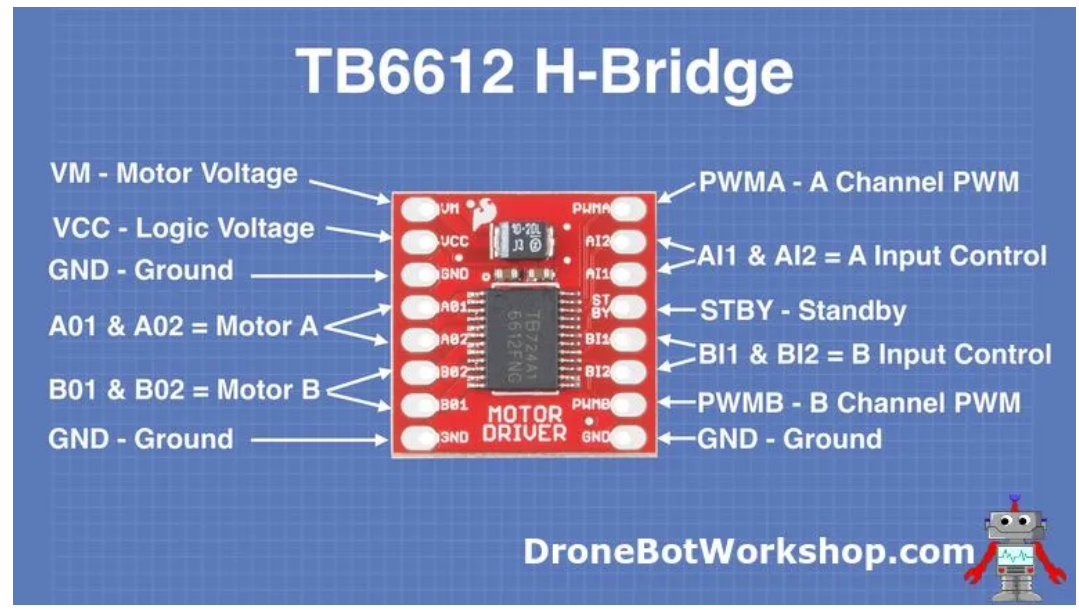 TB6612 H-Bridge
VM - Motor Voltage
VCC - Logic Voltage
GND - Ground
A01 & A02 = Motor A
B01 & B02 = Motor B
GND - Ground
PWMA - A Channel PWM
AI1 & AI2 = A Input Control
STBY - Standby
BI1 & BI2 = B Input Control
PWMB - B Channel PWM
GND - Ground
VM
VCC
GND
A01
A02
B02
B01
GND
PWMA
AI2
AI1
ST
BY
BI1
BI2
PWMB
GND
TB724A1
6612FNG
MOTOR
DRIVER
DroneBotWorkshop.com